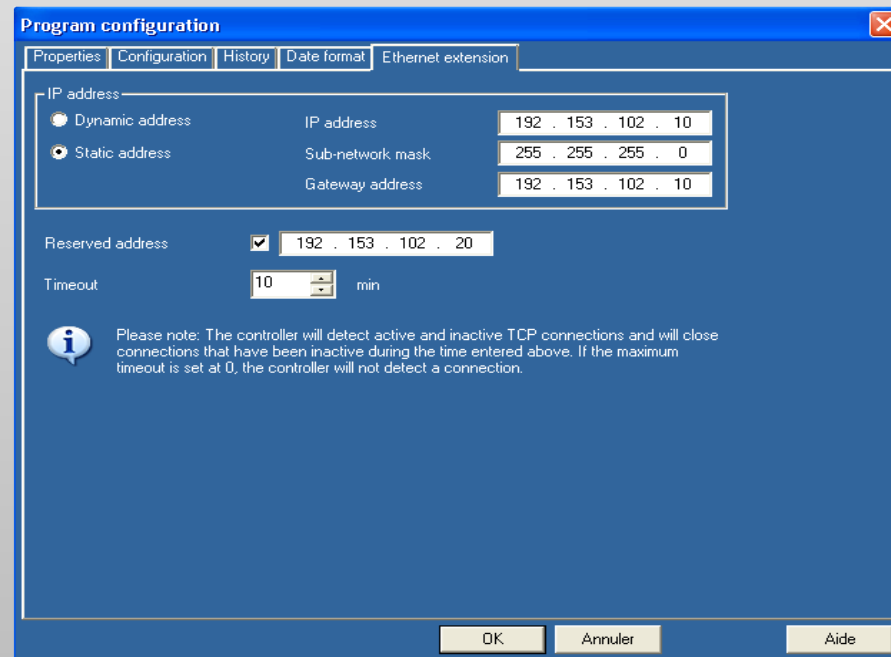 Program configuration
Properties Configuration History Date format Ethernet extension
IP address
Dynamic address
IP address 192 . 153 . 102 . 10
Static address
Sub-network mask 255 . 255 . 255 . 0
Gateway address 192 . 153 . 102 . 10
Reserved address 192 . 153 . 102 . 20
Timeout 10 min
Please note: The controller will detect active and inactive TCP connections and will close
connections that have been inactive during the time entered above. If the maximum
timeout is set at 0, the controller will not detect a connection.
OK Annuler Aide